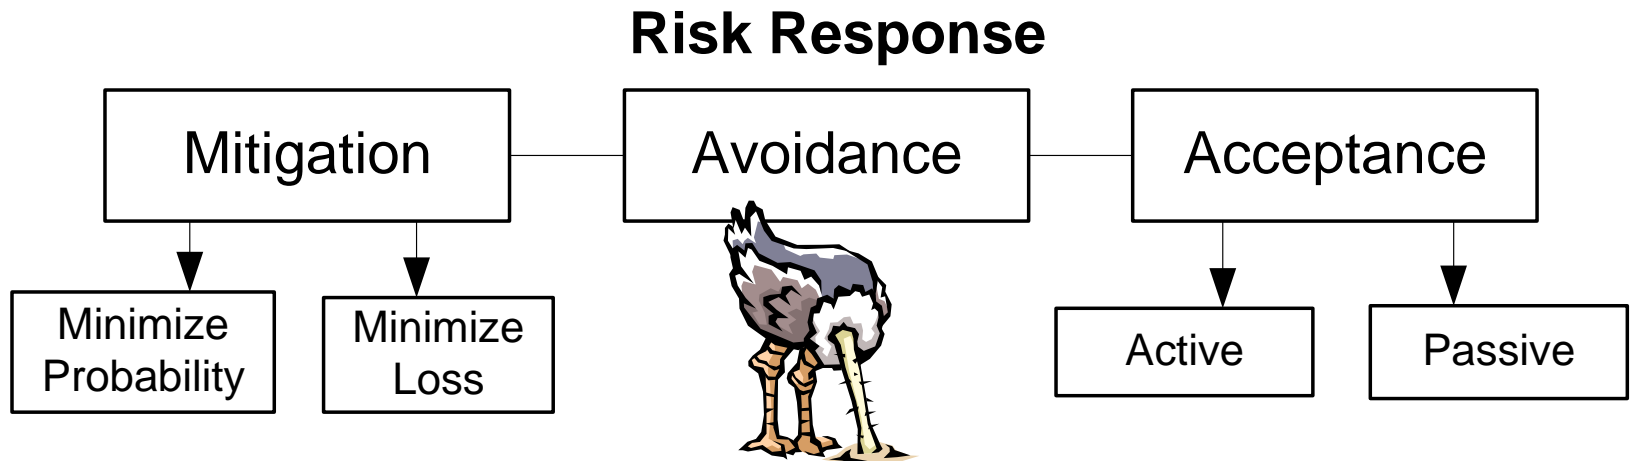 Risk Response
Mitigation
Avoidance
Acceptance
Minimize
Probability
Minimize
Loss
Active
Passive